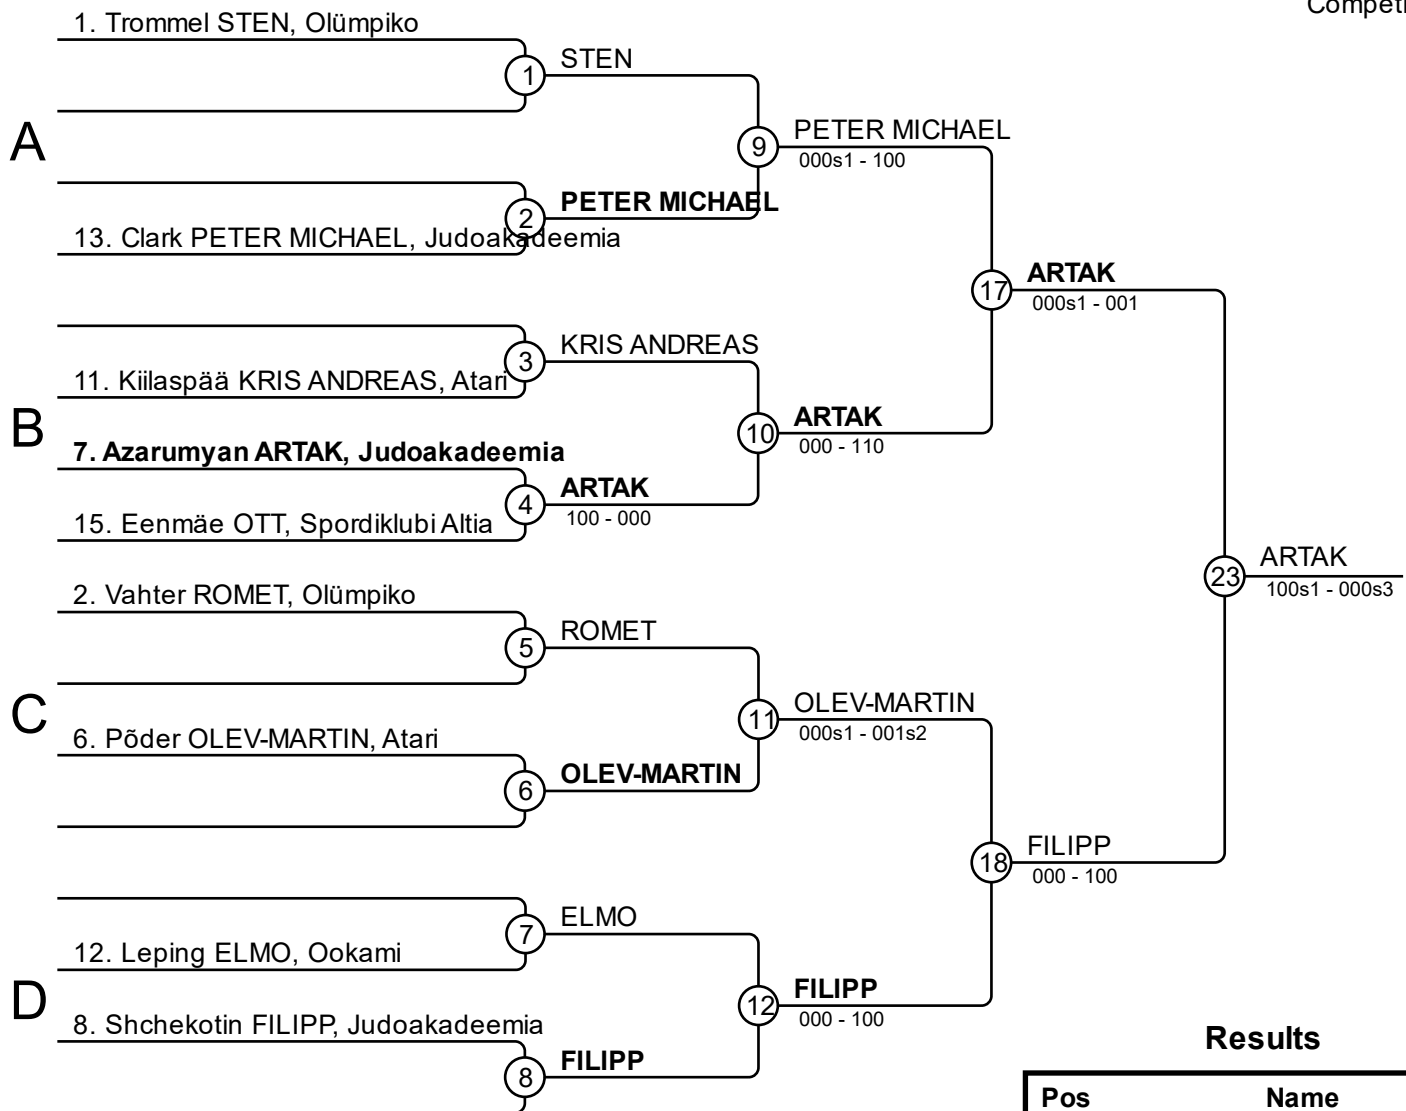 Competi
1. Trommel STEN, Olümpiko
1
STEN
A
9
PETER MICHAEL
000s1 - 100
2
PETER MICHAEL
13. Clark PETER MICHAEL, Judoakadeemia
17
ARTAK
000s1 - 001
3
KRIS ANDREAS
11. Kiilaspää KRIS ANDREAS, Atari
B
10
ARTAK
000 - 110
7. Azarumyan ARTAK, Judoakadeemia
4
ARTAK
100 - 000
15. Eenmäe OTT, Spordiklubi Altia
23
ARTAK
100s1 - 000s3
2. Vahter ROMET, Olümpiko
5
ROMET
C
11
OLEV-MARTIN
000s1 - 001s2
6. Põder OLEV-MARTIN, Atari
6
OLEV-MARTIN
18
FILIPP
000 - 100
7
ELMO
12. Leping ELMO, Ookami
D
12
FILIPP
000 - 100
8. Shchekotin FILIPP, Judoakadeemia
8
FILIPP
Results
Pos Name